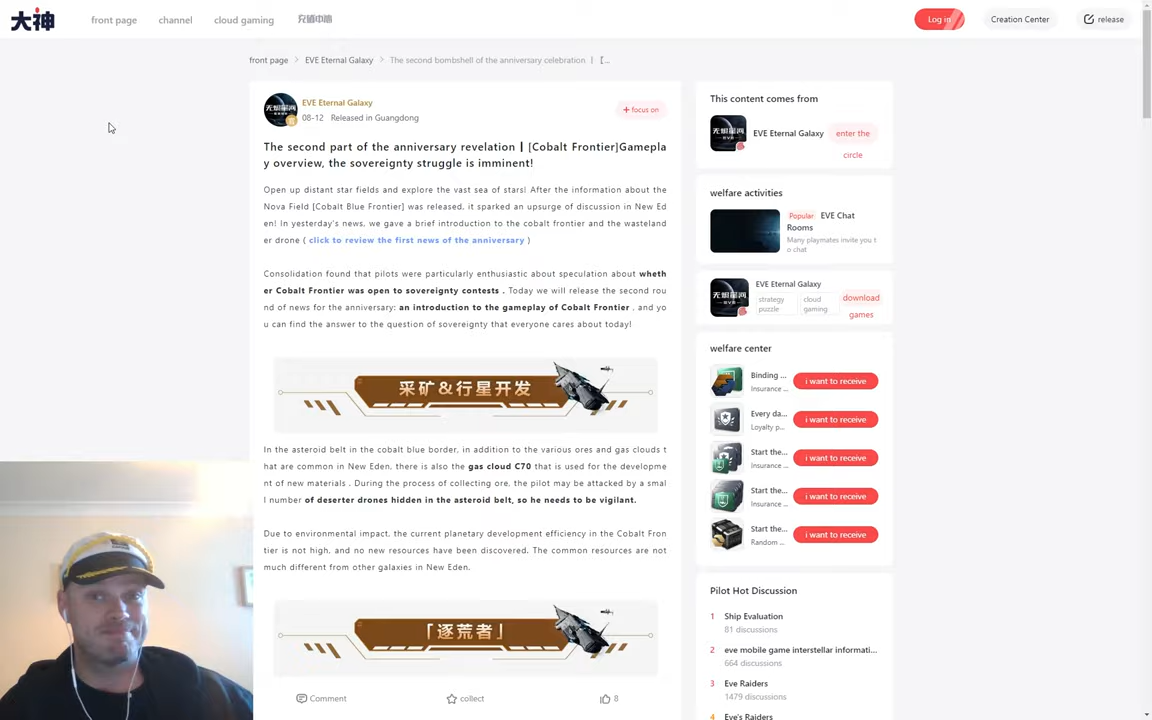 大神
front page
channel
cloud gaming
Log in
Creation Center
release
front page > EVE Eternal Galaxy > The second bombshell of the anniversary celebration | [...
EVE Eternal Galaxy
08-12 Released in Guangdong
+ focus on
The second part of the anniversary revelation | [Cobalt Frontier]Gamepla
y overview, the sovereignty struggle is imminent!
Open up distant star fields and explore the vast sea of stars! After the information about the
Nova Field [Cobalt Blue Frontier] was released, it sparked an upsurge of discussion in New Ed
en! In yesterday's news, we gave a brief introduction to the cobalt frontier and the wasteland
er drone ( click to review the first news of the anniversary )
Consolidation found that pilots were particularly enthusiastic about speculation about wheth
er Cobalt Frontier was open to sovereignty contests . Today we will release the second rou
nd of news for the anniversary: an introduction to the gameplay of Cobalt Frontier , and yo
u can find the answer to the question of sovereignty that everyone cares about today!
采矿&行星开发
In the asteroid belt in the cobalt blue border, in addition to the various ores and gas clouds t
hat are common in New Eden, there is also the gas cloud C70 that is used for the developme
nt of new materials . During the process of collecting ore, the pilot may be attacked by a smal
l number of deserter drones hidden in the asteroid belt, so he needs to be vigilant.
Due to environmental impact, the current planetary development efficiency in the Cobalt Fron
tier is not high, and no new resources have been discovered. The common resources are not
much different from other galaxies in New Eden.
「逐荒者」
Comment
collect
8
This content comes from
EVE Eternal Galaxy
enter the
circle
welfare activities
Popular EVE Chat
Rooms
Many playmates invite you t
o chat
EVE Eternal Galaxy
strategy
puzzle
cloud
gaming
download
games
welfare center
Binding ...
Insurance ...
i want to receive
Every da...
Loyalty p...
i want to receive
Start the...
Insurance ...
i want to receive
Start the...
Insurance ...
i want to receive
Start the...
Random ...
i want to receive
Pilot Hot Discussion
1 Ship Evaluation
81 discussions
2 eve mobile game interstellar informati...
664 discussions
3 Eve Raiders
1479 discussions
4 Eve's Raiders